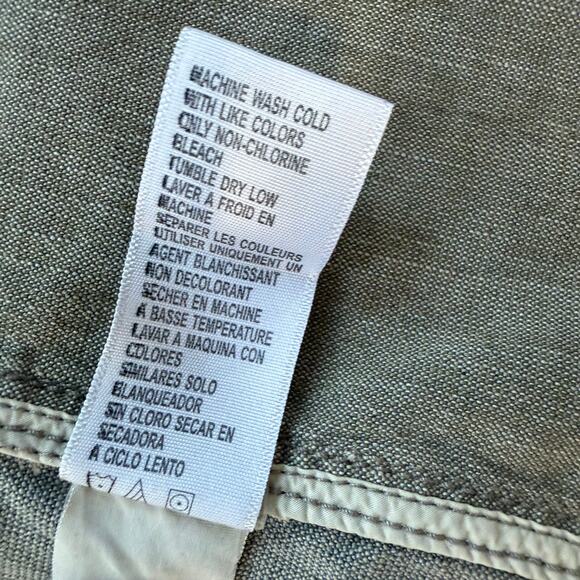 MACHINE WASH COLD
WITH LIKE COLORS
ONLY NON-CHLORINE
BLEACH
TUMBLE DRY LOW
LAVER À FROID EN
MACHINE
SEPARER LES COULEURS
UTILISER UNIQUEMENT UN
AGENT BLANCHISSANT
NON DECOLORANT
SECHER EN MACHINE
A BASSE TEMPERATURE
LAVAR A MAQUINA CON
COLORES
SIMILARES SOLO
BLANQUEADOR
SIN CLORO SECAR EN
SECADORA
A CICLO LENTO